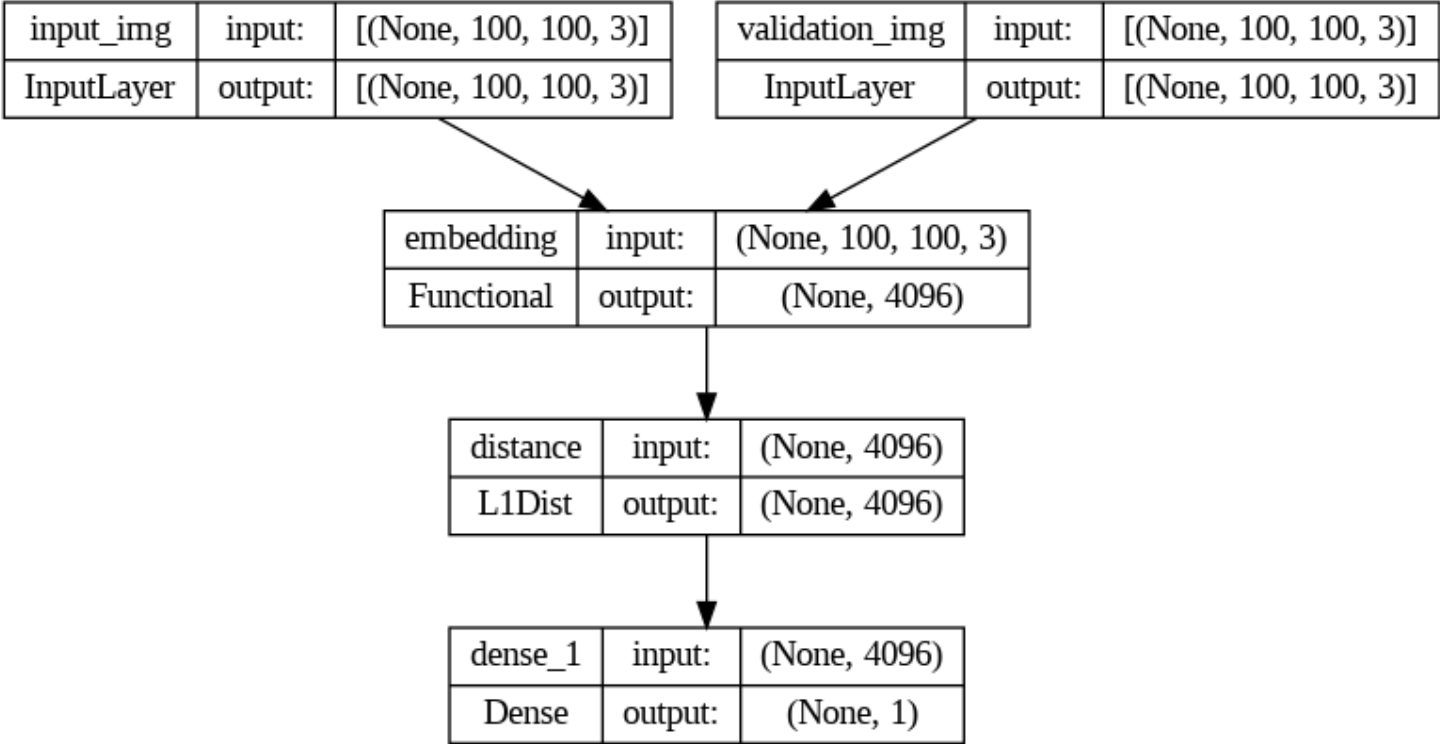 input_img input: [(None, 100, 100, 3)]
InputLayer output: [(None, 100, 100, 3)]
validation_img input: [(None, 100, 100, 3)]
InputLayer output: [(None, 100, 100, 3)]
embedding input: (None, 100, 100, 3)
Functional output: (None, 4096)
distance input: (None, 4096)
L1Dist output: (None, 4096)
dense_1 input: (None, 4096)
Dense output: (None, 1)